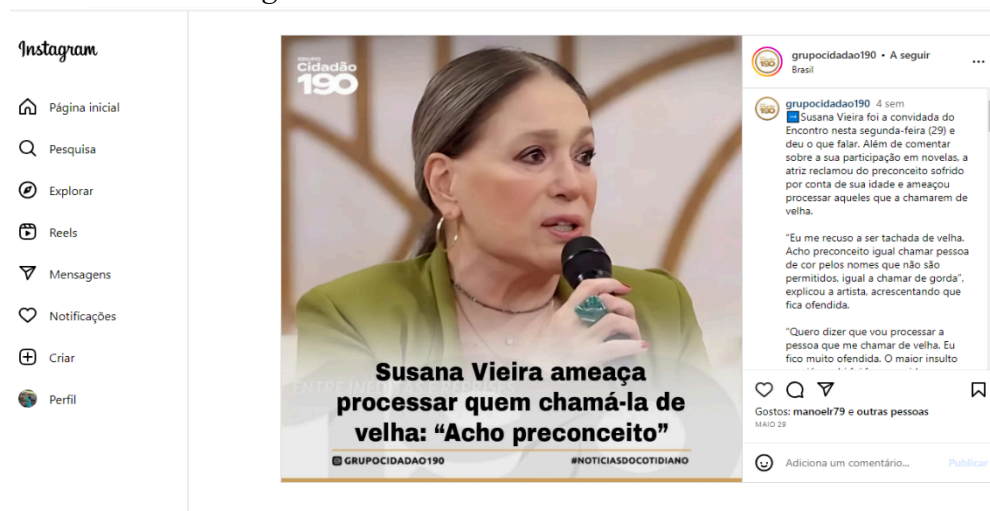 Instagram
Página inicial
Pesquisa
Explorar
Reels
Mensagens
Notificações
Criar
Perfil
GRUPO
Cidadão
190
Susana Vieira ameaça
processar quem chamá-la de
velha: “Acho preconceito”
GRUPOCIDADAO190
#NOTICIASDOCOTIDIANO
grupocidadao190 • A seguir
Brasil
grupocidadao190 4 sem
Susana Vieira foi a convidada do
Encontro nesta segunda-feira (29) e
deu o que falar. Além de comentar
sobre a sua participação em novelas, a
atriz reclamou do preconceito sofrido
por conta de sua idade e ameaçou
processar aqueles que a chamarem de
velha.
“Eu me recuso a ser tachada de velha.
Acho preconceito igual chamar pessoa
de cor pelos nomes que não são
permitidos, igual a chamar de gorda”,
explicou a artista, acrescentando que
fica ofendida.
“Quero dizer que vou processar a
pessoa que me chamar de velha. Eu
fico muito ofendida. O maior insulto
Gostos: manoelr79 e outras pessoas
MAIO 29
Adiciona um comentário...
Publicar